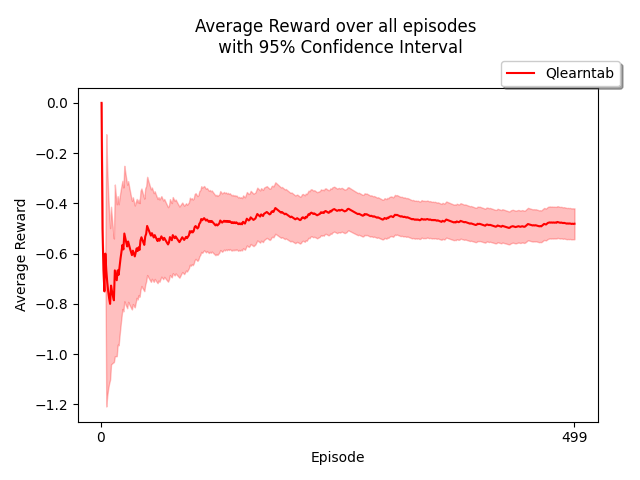 Average Reward over all episodes
with 95% Confidence Interval
Qlearntab
0.0
−0.2
−0.4
−0.6
−0.8
−1.0
−1.2
Average Reward
0
499
Episode